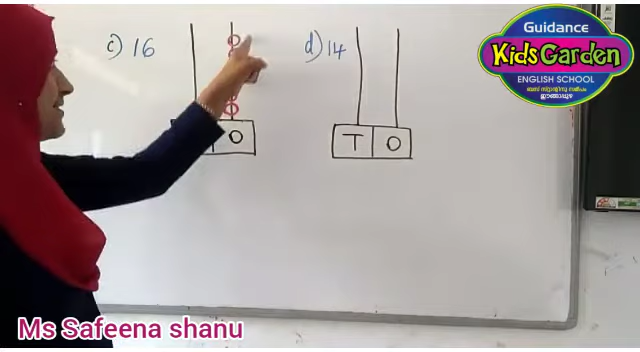 c) 16
d) 14
O
T O
Guidance
Kids Garden
ENGLISH SCHOOL
Ms Safeena shanu